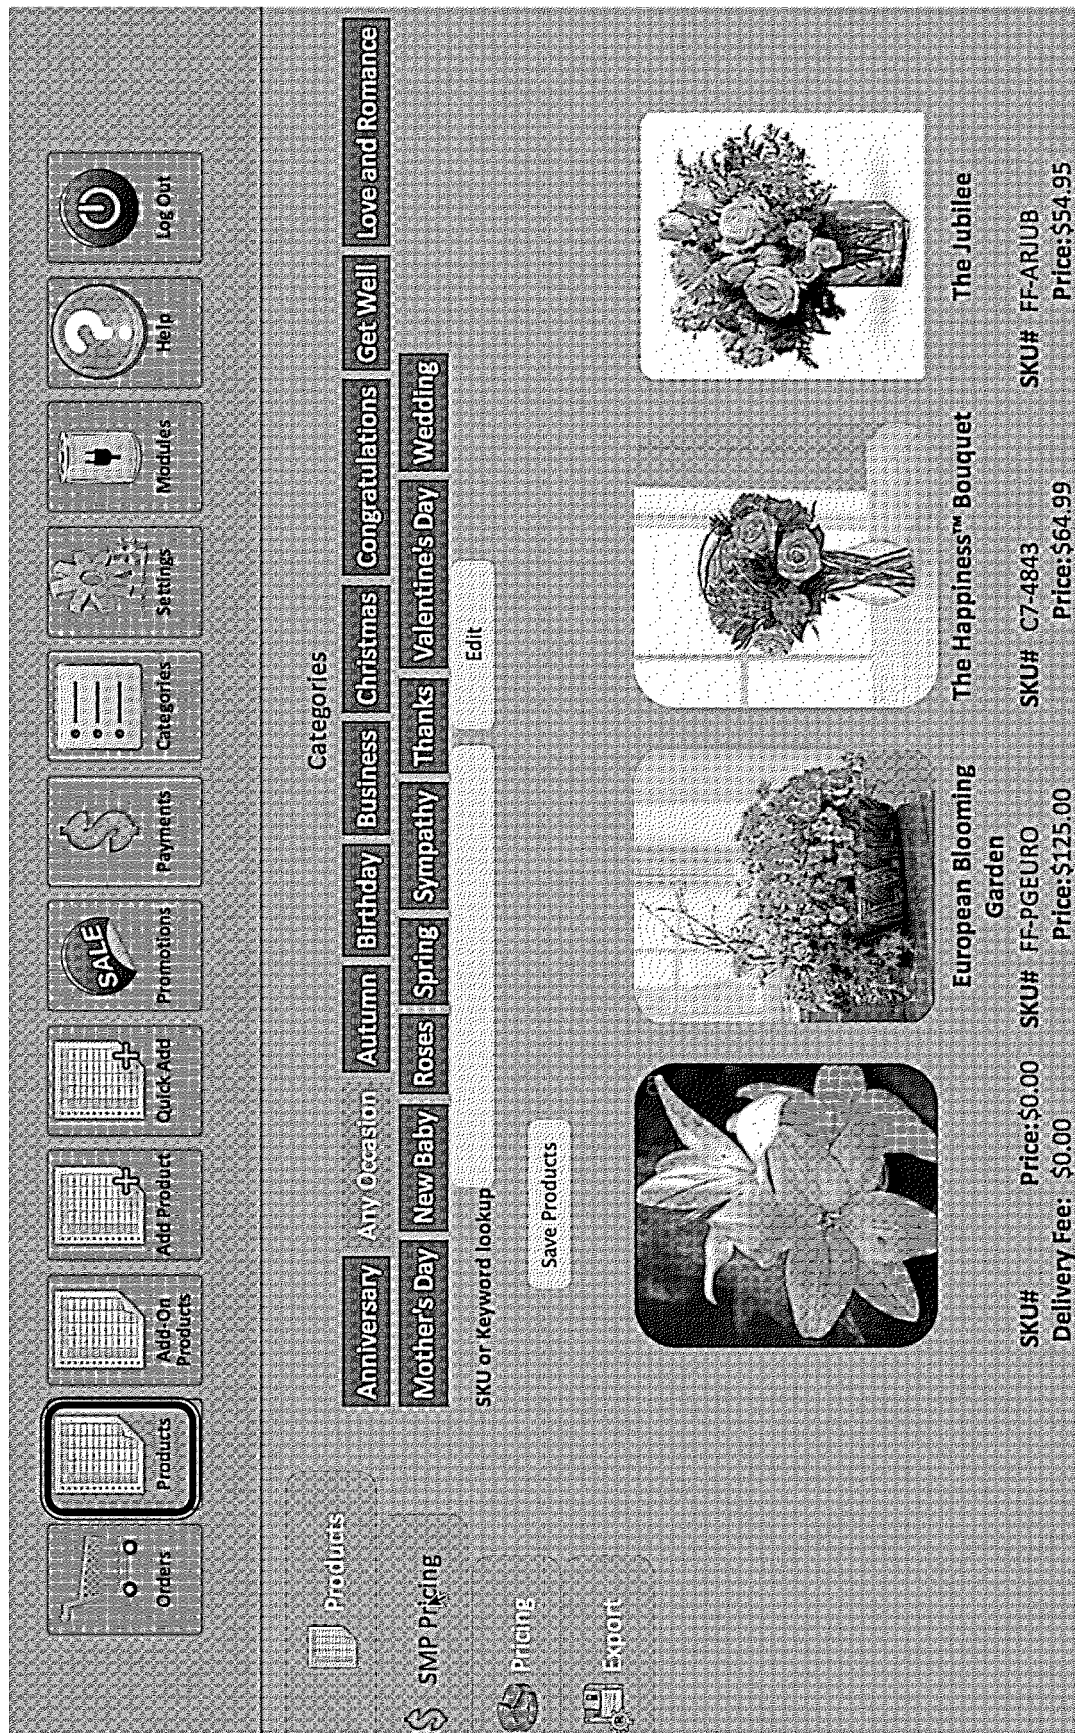 Orders
Products
Add-On
Products
Add Product
Quick Add
SALE
Promotions
Payments
Categories
Settings
Modules
?
Help
Log Out
Products
SMP Pricing
Pricing
Export
Categories
Anniversary Any Occasion Autumn Birthday Business Christmas Congratulations Get Well Love and Romance
Mother's Day New Baby Roses Spring Sympathy Thanks Valentine's Day Wedding
SKU or Keyword lookup Edit
Save Products
SKU# Price:$0.00
Delivery Fee: $0.00
European Blooming
Garden
SKU# FF-PGEURO
Price:$125.00
The Happiness™ Bouquet
SKU# C7-4843
Price:$64.99
The Jubilee
SKU# FF-ARJUB
Price:$54.95